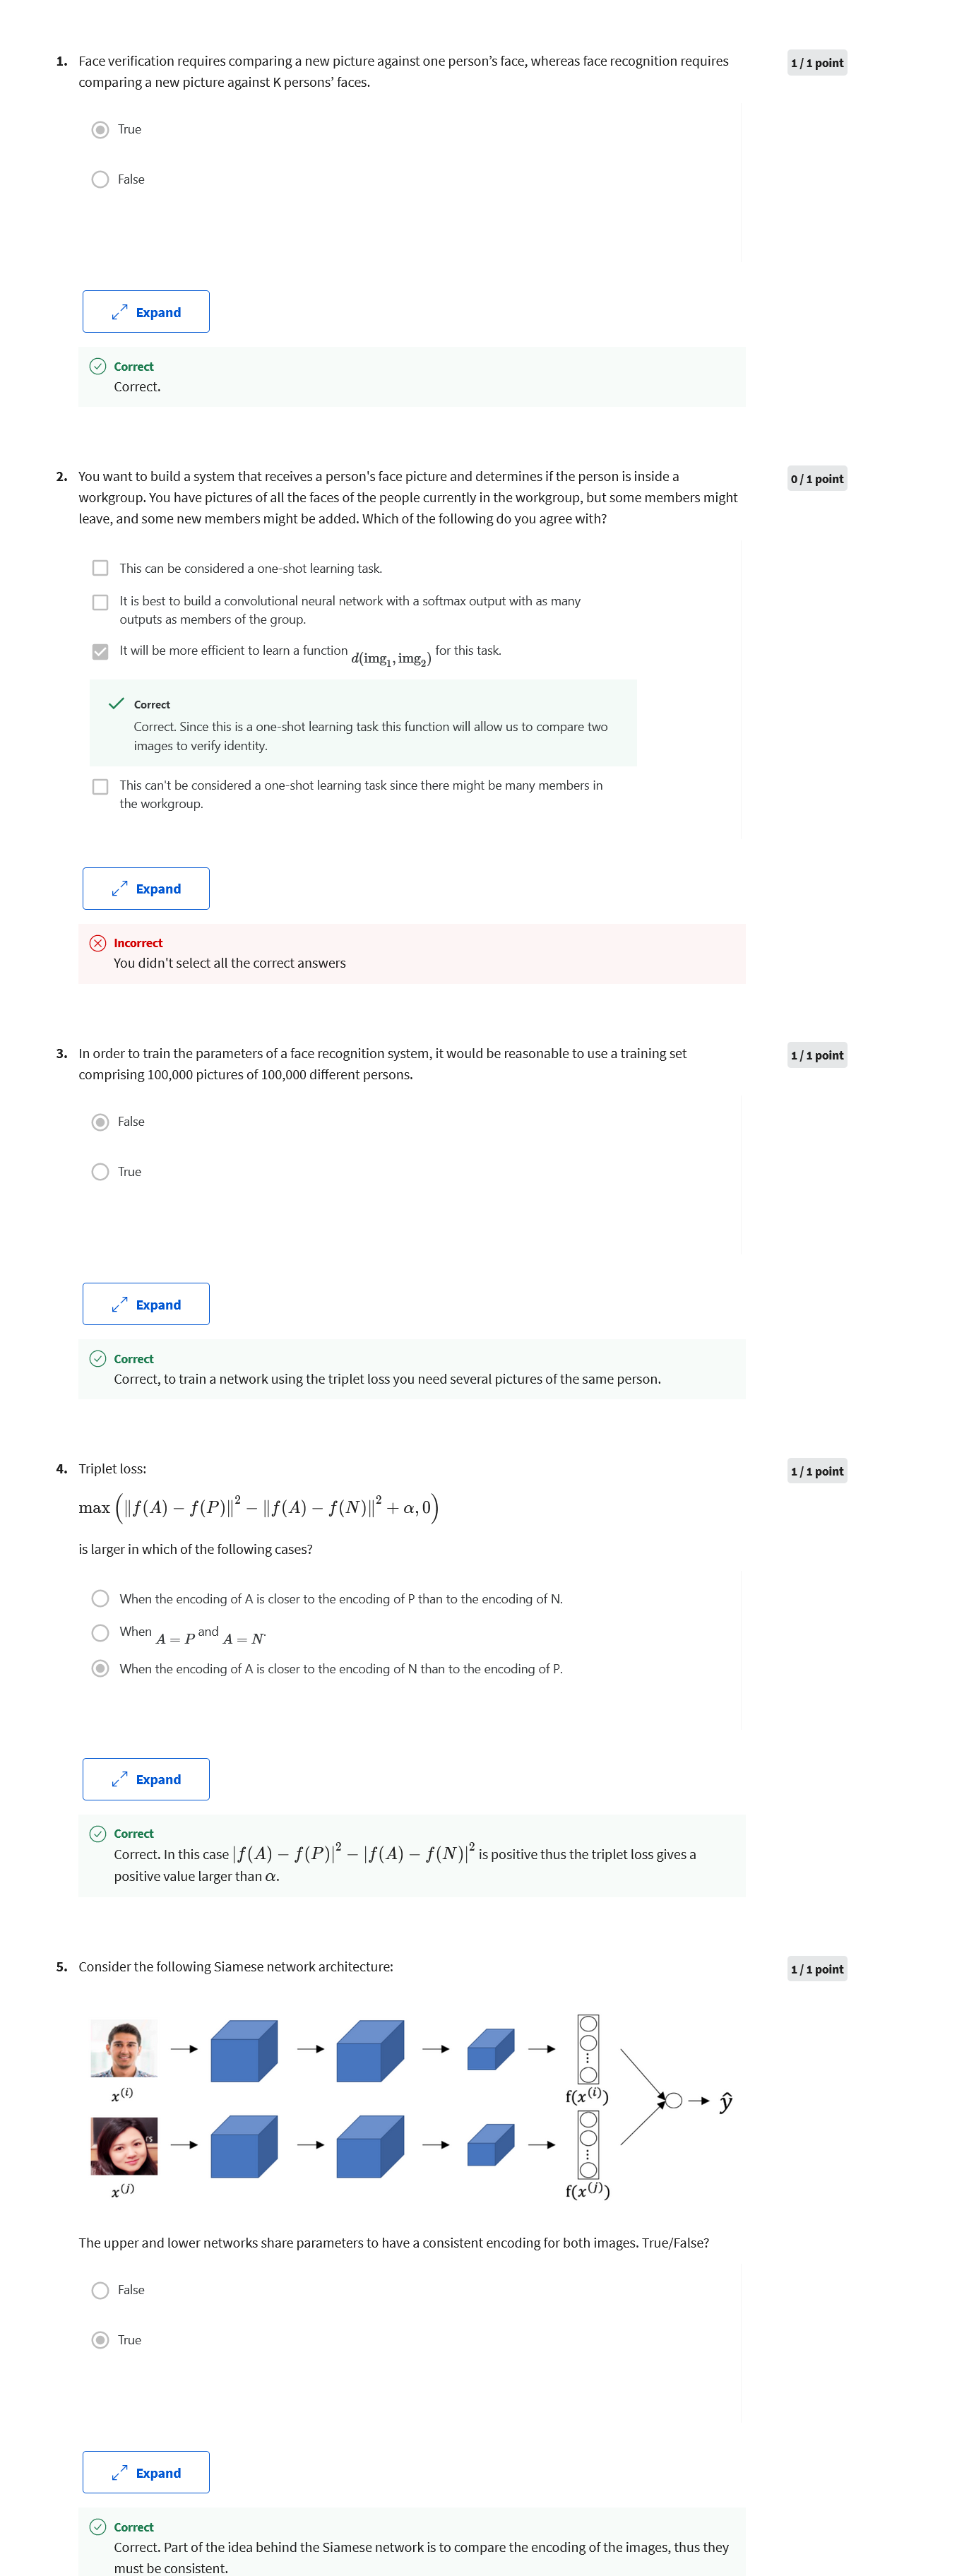 1. Face verification requires comparing a new picture against one person’s face, whereas face recognition requires
comparing a new picture against K persons’ faces.
1 / 1 point
True
False
Expand
Correct
Correct.
2. You want to build a system that receives a person's face picture and determines if the person is inside a
workgroup. You have pictures of all the faces of the people currently in the workgroup, but some members might
leave, and some new members might be added. Which of the following do you agree with?
0 / 1 point
This can be considered a one-shot learning task.
It is best to build a convolutional neural network with a softmax output with as many
outputs as members of the group.
It will be more efficient to learn a function d(img₁, img₂) for this task.
Correct
Correct. Since this is a one-shot learning task this function will allow us to compare two
images to verify identity.
This can't be considered a one-shot learning task since there might be many members in
the workgroup.
Expand
Incorrect
You didn't select all the correct answers
3. In order to train the parameters of a face recognition system, it would be reasonable to use a training set
comprising 100,000 pictures of 100,000 different persons.
1 / 1 point
False
True
Expand
Correct
Correct, to train a network using the triplet loss you need several pictures of the same person.
4. Triplet loss:
1 / 1 point
max (‖f(A) − f(P)‖² − ‖f(A) − f(N)‖² + α, 0)
is larger in which of the following cases?
When the encoding of A is closer to the encoding of P than to the encoding of N.
When A = P and A = N.
When the encoding of A is closer to the encoding of N than to the encoding of P.
Expand
Correct
Correct. In this case |f(A) − f(P)|² − |f(A) − f(N)|² is positive thus the triplet loss gives a
positive value larger than α.
5. Consider the following Siamese network architecture:
1 / 1 point
x⁽ⁱ⁾
f(x⁽ⁱ⁾)
ŷ
x⁽ʲ⁾
f(x⁽ʲ⁾)
The upper and lower networks share parameters to have a consistent encoding for both images. True/False?
False
True
Expand
Correct
Correct. Part of the idea behind the Siamese network is to compare the encoding of the images, thus they
must be consistent.